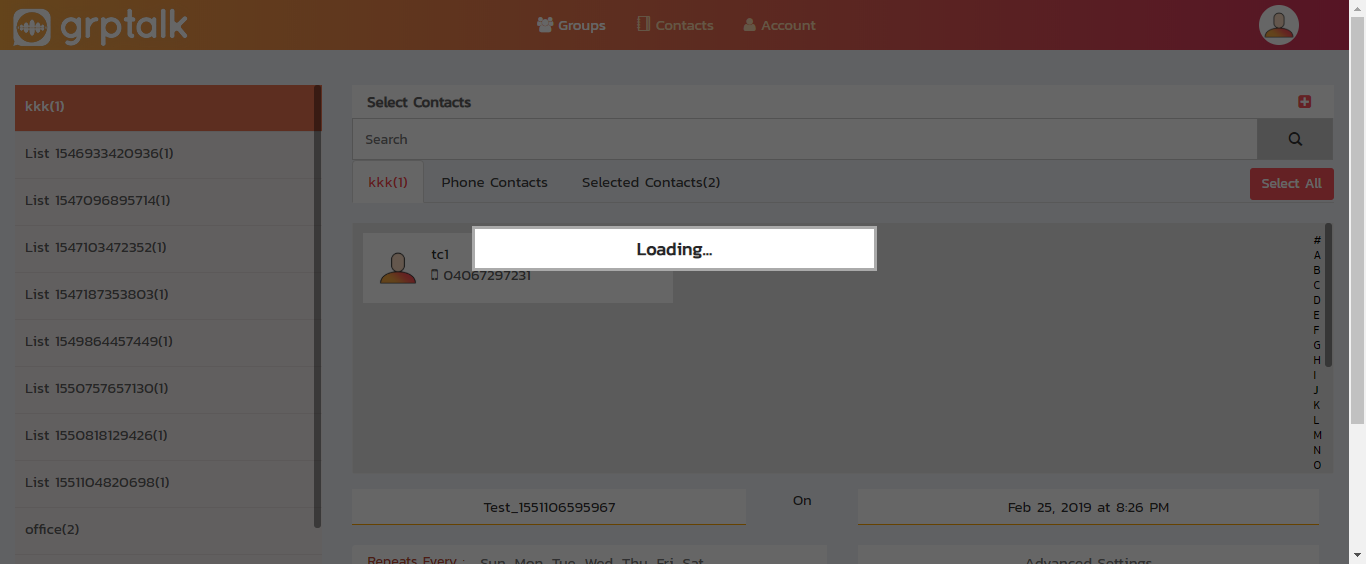 grptalk
Groups Contacts Account
kkk(1)
List 1546933420936(1)
List 1547096895714(1)
List 1547103472352(1)
List 1547187353803(1)
List 1549864457449(1)
List 1550757657130(1)
List 1550818129426(1)
List 1551104820698(1)
office(2)
Select Contacts
Search
kkk(1) Phone Contacts Selected Contacts(2) Select All
Loading...
tc1
04067297231
#
A
B
C
D
E
F
G
H
I
J
K
L
M
N
O
Test_1551106595967 On Feb 25, 2019 at 8:26 PM
Repeats Every : Sun Mon Tue Wed Thu Fri Sat Advanced Settings